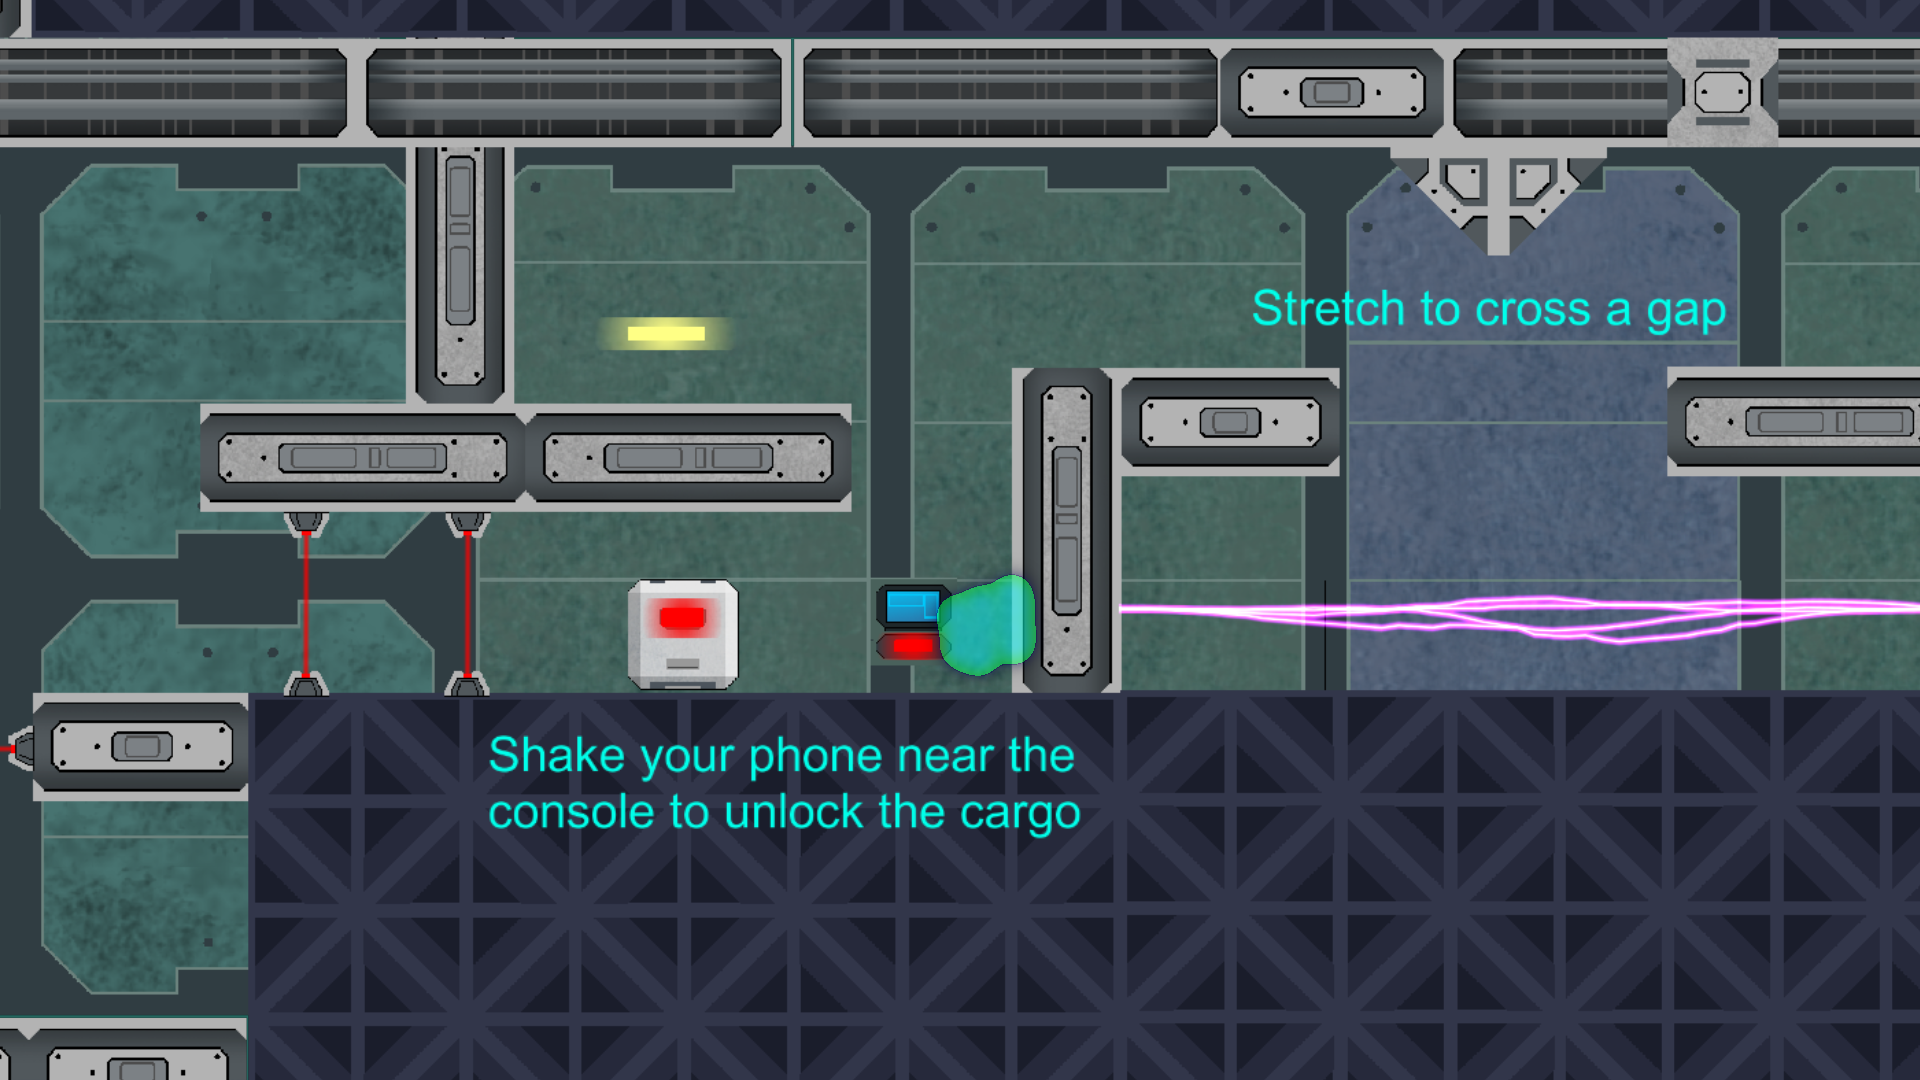 Stretch to cross a gap
Shake your phone near the
console to unlock the cargo